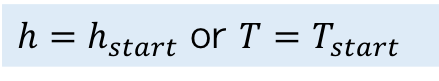 h = h_start or T = T_start